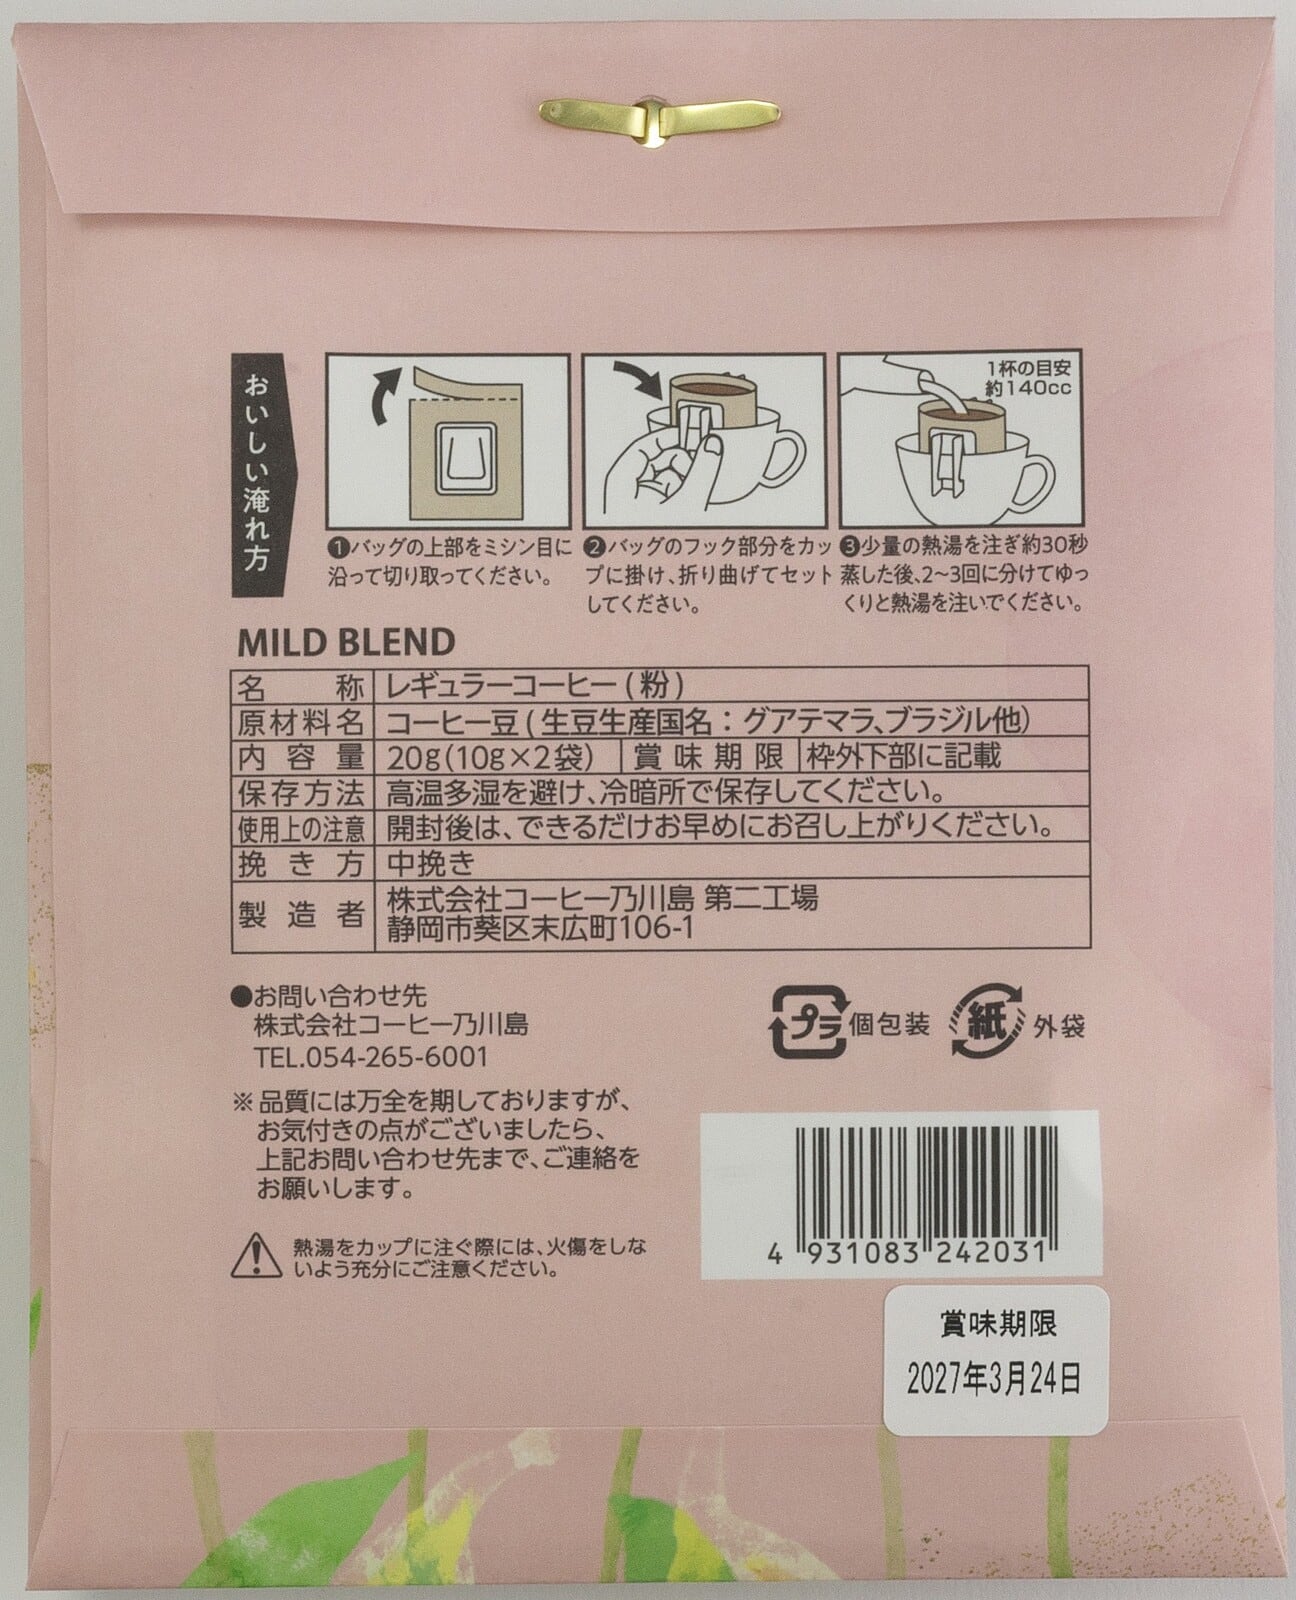 おいしい淹れ方
1杯の目安
約140cc
❶バッグの上部をミシン目に
沿って切り取ってください。
❷バッグのフック部分をカッ
プに掛け、折り曲げてセット
してください。
❸少量の熱湯を注ぎ約30秒
蒸した後、2〜3回に分けてゆっ
くりと熱湯を注いでください。
MILD BLEND
名称 レギュラーコーヒー(粉)
原材料名 コーヒー豆(生豆生産国名：グアテマラ、ブラジル他)
内容量 20g(10g×2袋) 賞味期限 枠外下部に記載
保存方法 高温多湿を避け、冷暗所で保存してください。
使用上の注意 開封後は、できるだけお早めにお召し上がりください。
挽き方 中挽き
製造者 株式会社コーヒー乃川島 第二工場
静岡市葵区末広町106-1
●お問い合わせ先
株式会社コーヒー乃川島
TEL.054-265-6001
プラ 個包装 紙 外袋
※品質には万全を期しておりますが、
お気付きの点がございましたら、
上記お問い合わせ先まで、ご連絡を
お願いします。
熱湯をカップに注ぐ際には、火傷をしな
いよう充分にご注意ください。
4 931083 242031
賞味期限
2027年3月24日